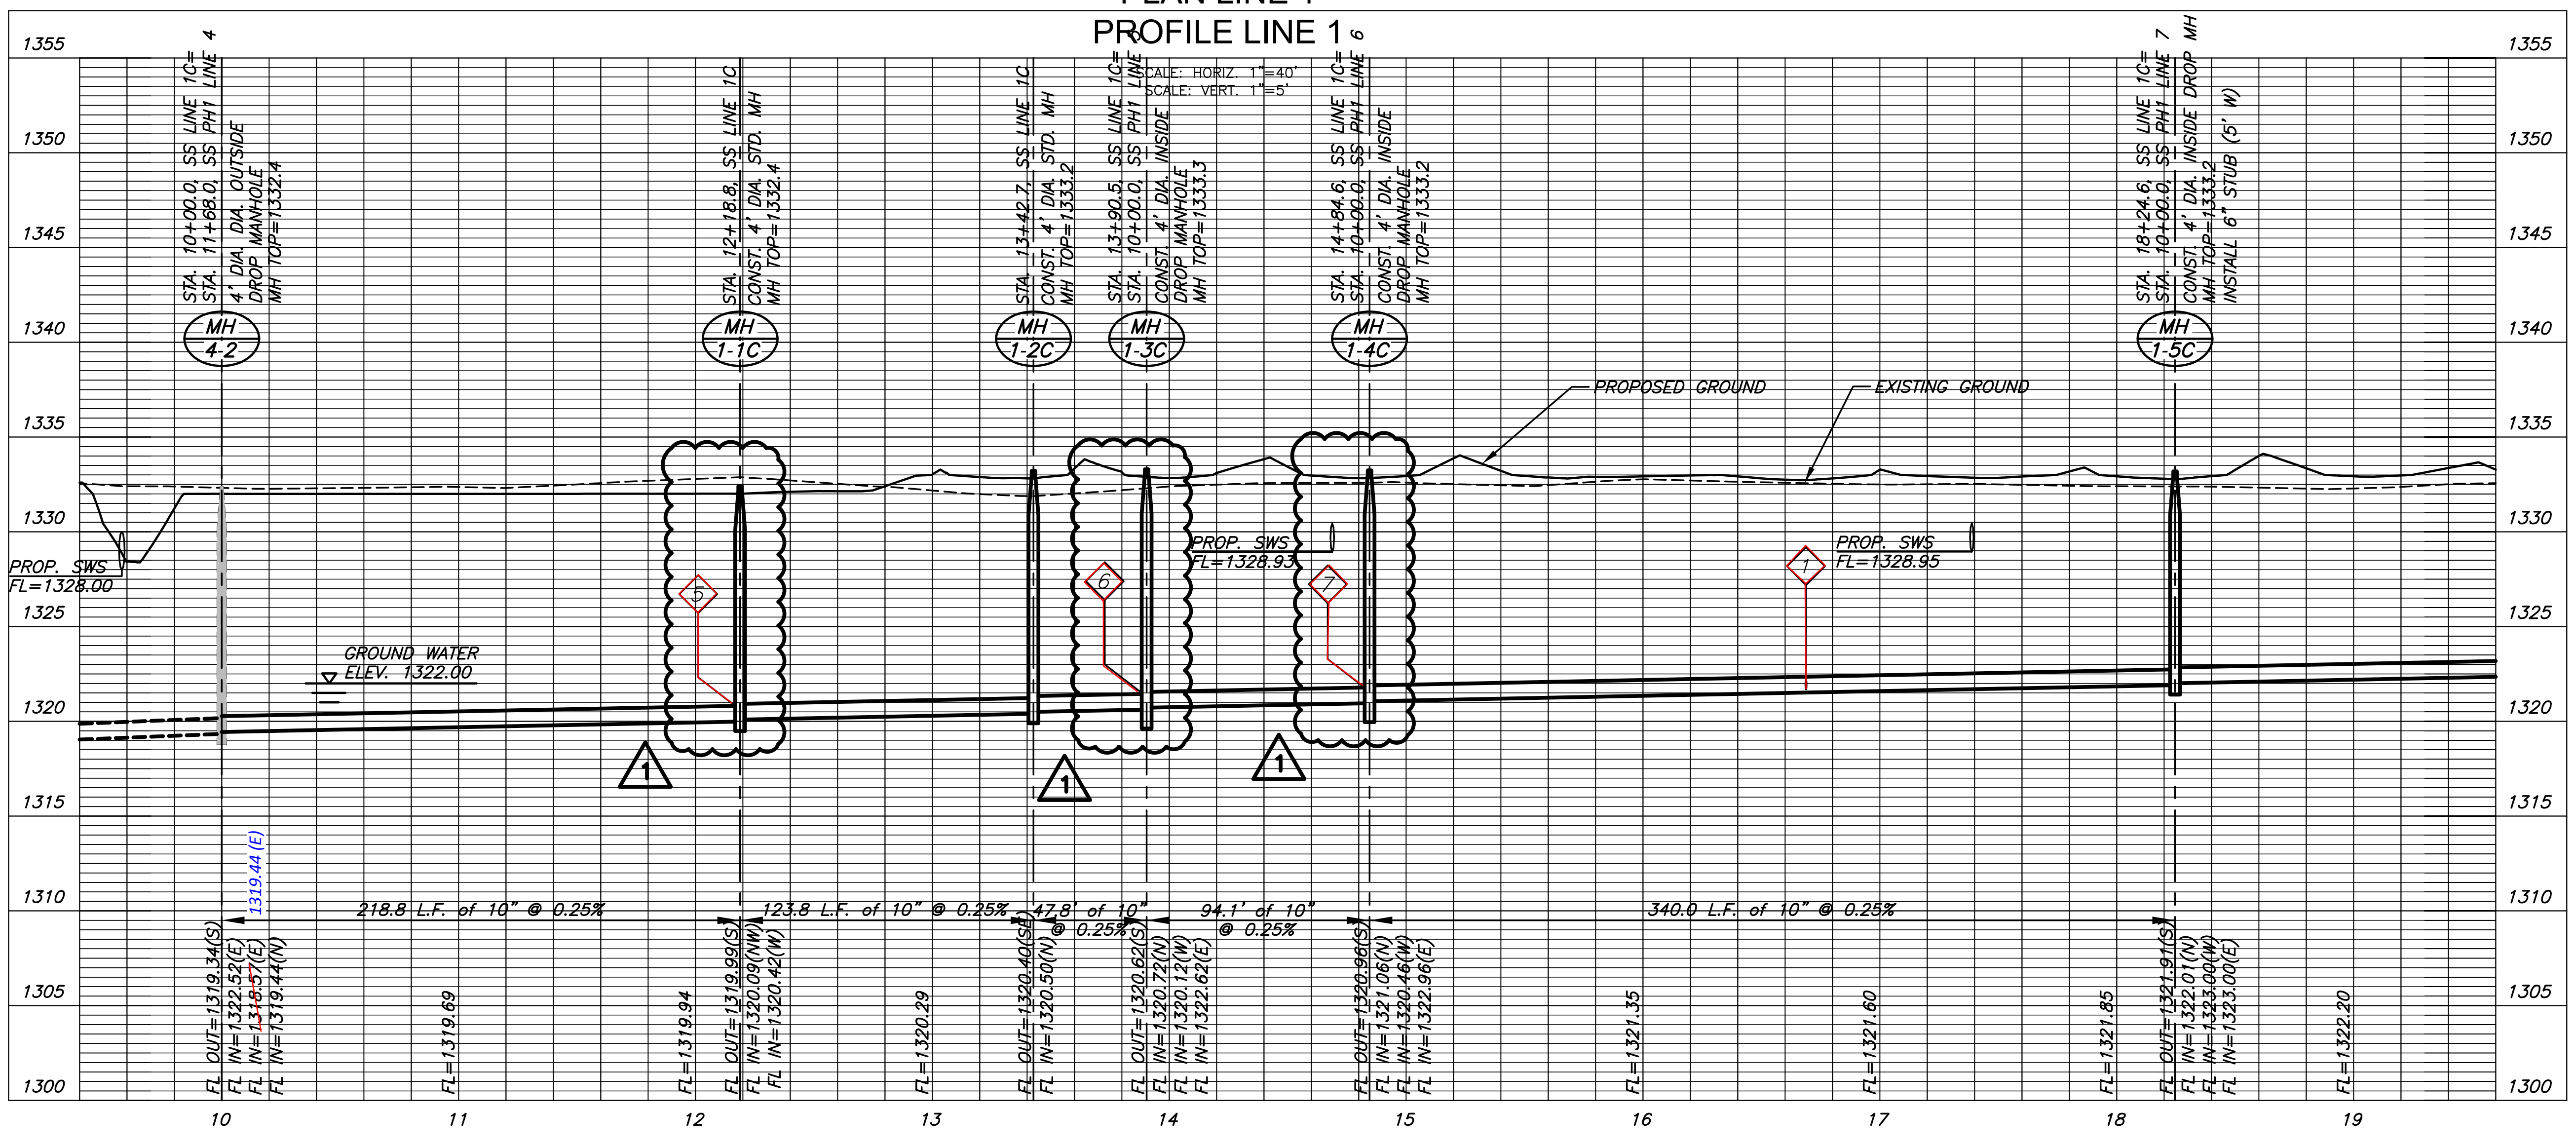 PLAN LINE 1
PROFILE LINE 1
SCALE: HORIZ. 1"=40'
SCALE: VERT. 1"=5'
1355
1350
1345
1340
1335
1330
1325
1320
1315
1310
1305
1300
STA. 10+00.0, SS LINE 1C=
STA. 11+68.0, SS PH1 LINE 4
4' DIA. DIA. OUTSIDE
DROP MANHOLE
MH TOP=1332.4
MH
4-2
STA. 12+18.8, SS LINE 1C
CONST. 4' DIA. STD. MH
MH TOP=1332.4
MH
1-1C
STA. 13+42.7, SS LINE 1C
CONST. 4' DIA. STD. MH
MH TOP=1333.2
MH
1-2C
STA. 13+90.5, SS LINE 1C=
STA. 10+00.0, SS PH1 LINE 5
CONST. 4' DIA. INSIDE
DROP MANHOLE
MH TOP=1333.3
MH
1-3C
STA. 14+84.6, SS LINE 1C=
STA. 10+00.0, SS PH1 LINE 6
CONST. 4' DIA. INSIDE
DROP MANHOLE
MH TOP=1333.2
MH
1-4C
STA. 18+24.6, SS LINE 1C=
STA. 10+00.0, SS PH1 LINE 7
CONST. 4' DIA. INSIDE DROP MH
MH TOP=1333.2
INSTALL 6" STUB (5' W)
MH
1-5C
PROPOSED GROUND
EXISTING GROUND
PROP. SWS
FL=1328.00
PROP. SWS
FL=1328.93
PROP. SWS
FL=1328.95
GROUND WATER
ELEV. 1322.00
5
6
7
1
1
1
1
1319.44 (E)
218.8 L.F. of 10" @ 0.25%
123.8 L.F. of 10" @ 0.25%
47.8' of 10"
@ 0.25%
94.1' of 10"
@ 0.25%
340.0 L.F. of 10" @ 0.25%
FL OUT=1319.34(S)
FL IN=1322.52(E)
FL IN=1318.57(E)
FL IN=1319.44(N)
FL=1319.69
FL=1319.94
FL OUT=1319.99(S)
FL IN=1320.09(NW)
FL IN=1320.42(W)
FL=1320.29
FL OUT=1320.40(SE)
FL IN=1320.50(N)
FL OUT=1320.62(S)
FL IN=1320.72(N)
FL IN=1320.12(W)
FL IN=1322.62(E)
FL OUT=1320.96(S)
FL IN=1321.06(N)
FL IN=1320.46(W)
FL IN=1322.96(E)
FL=1321.35
FL=1321.60
FL=1321.85
FL OUT=1321.91(S)
FL IN=1322.01(N)
FL IN=1323.00(W)
FL IN=1323.00(E)
FL=1322.20
1355
1350
1345
1340
1335
1330
1325
1320
1315
1310
1305
1300
10 11 12 13 14 15 16 17 18 19